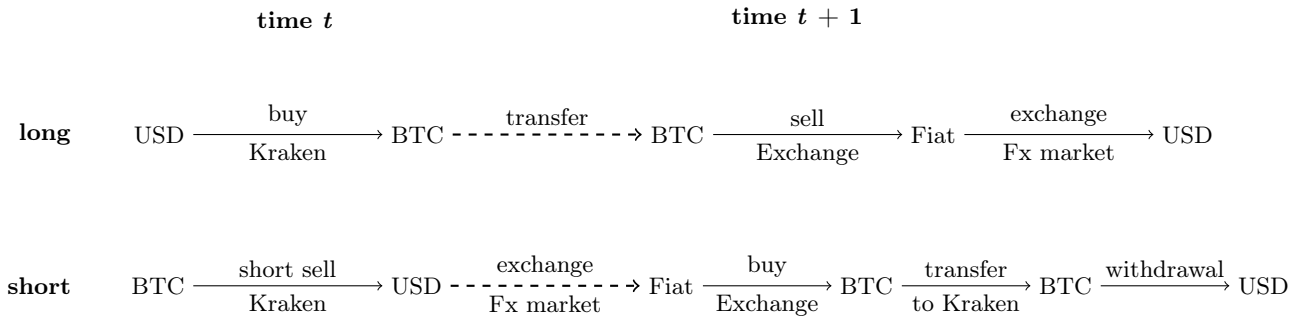 time t time t + 1
buy transfer sell exchange
long USD BTC BTC Fiat USD
Kraken Exchange Fx market
short sell exchange buy transfer withdrawal
short BTC USD Fiat BTC BTC USD
Kraken Fx market Exchange to Kraken